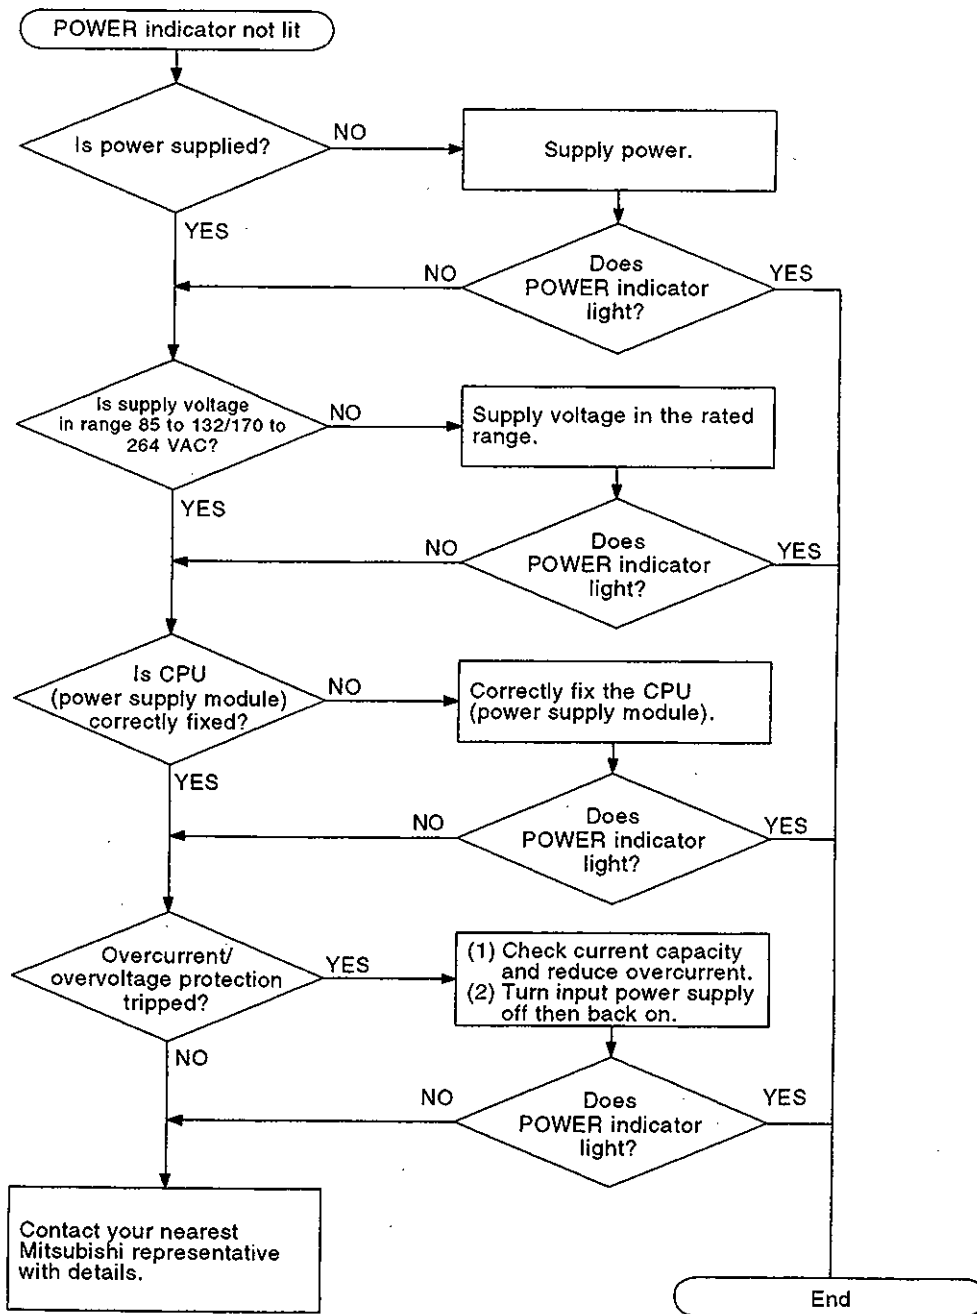 POWER indicator not lit
Is power supplied?
NO
Supply power.
YES
Does
POWER indicator
light?
NO
YES
Is supply voltage
in range 85 to 132/170 to
264 VAC?
NO
Supply voltage in the rated
range.
YES
Does
POWER indicator
light?
NO
YES
Is CPU
(power supply module)
correctly fixed?
NO
Correctly fix the CPU
(power supply module).
YES
Does
POWER indicator
light?
NO
YES
Overcurrent/
overvoltage protection
tripped?
YES
(1) Check current capacity
and reduce overcurrent.
(2) Turn input power supply
off then back on.
NO
Does
POWER indicator
light?
NO
YES
Contact your nearest
Mitsubishi representative
with details.
End